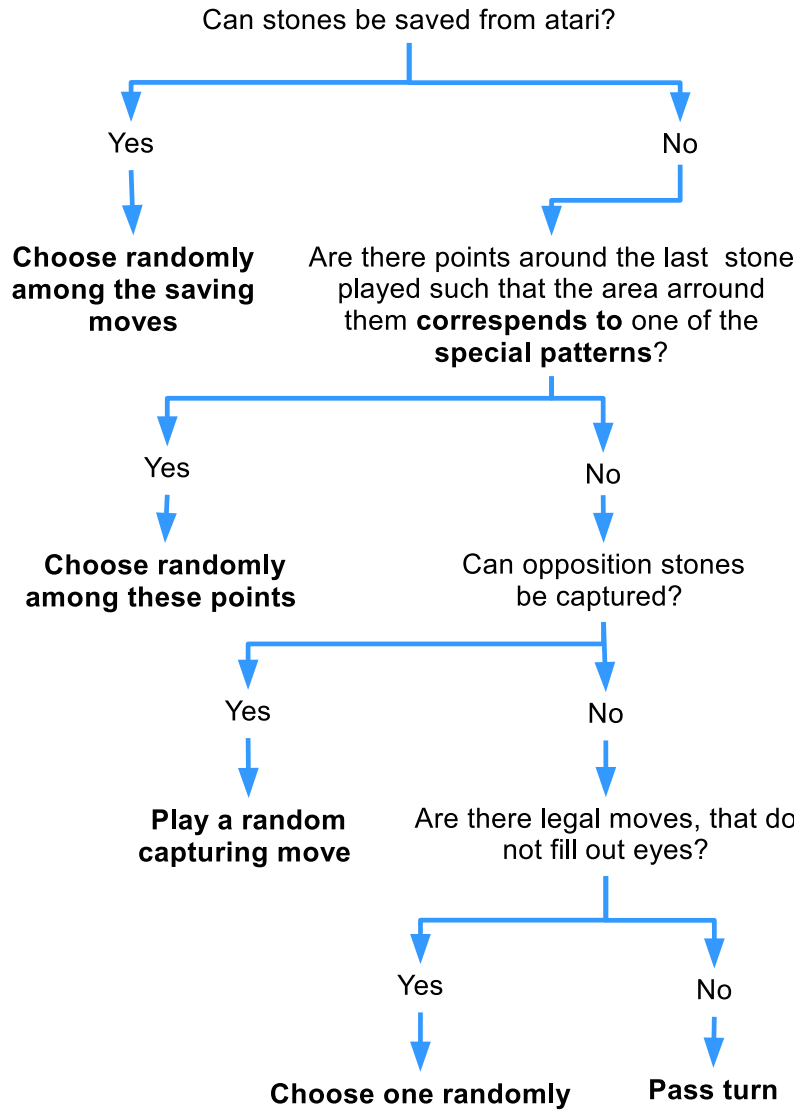 Can stones be saved from atari?
Yes
No
Choose randomly
among the saving
moves
Are there points around the last stone
played such that the area arround
them corresponds to one of the
special patterns?
Yes
No
Choose randomly
among these points
Can opposition stones
be captured?
Yes
No
Play a random
capturing move
Are there legal moves, that do
not fill out eyes?
Yes
No
Choose one randomly
Pass turn